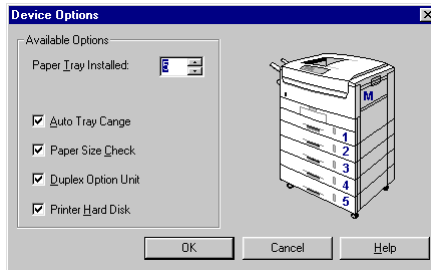 Device Options
Available Options
Paper Tray Installed:
Auto Tray Cange
Paper Size Check
Duplex Option Unit
Printer Hard Disk
M
1
2
3
4
5
OK
Cancel
Help